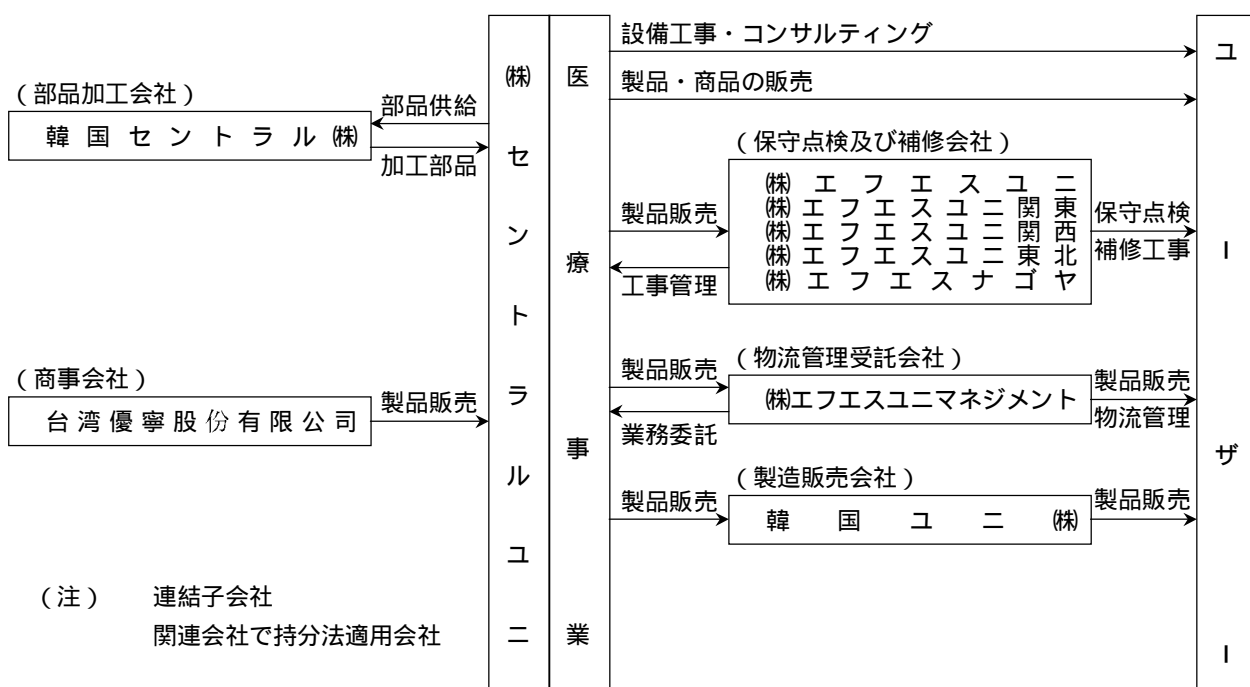 設備工事・コンサルティング
製品・商品の販売
(部品加工会社)
韓国セントラル㈱
部品供給
加工部品
(商事会社)
台湾優寧股份有限公司
製品販売
㈱セントラルユニ
医療事業
(保守点検及び補修会社)
㈱エフエスユニ
㈱エフエスユニ関東
㈱エフエスユニ関西
㈱エフエスユニ東北
㈱エフエスナゴヤ
製品販売
工事管理
保守点検
補修工事
(物流管理受託会社)
㈱エフエスユニマネジメント
製品販売
業務委託
製品販売
物流管理
(製造販売会社)
韓国ユニ㈱
製品販売
製品販売
ユーザー
(注) 連結子会社
関連会社で持分法適用会社